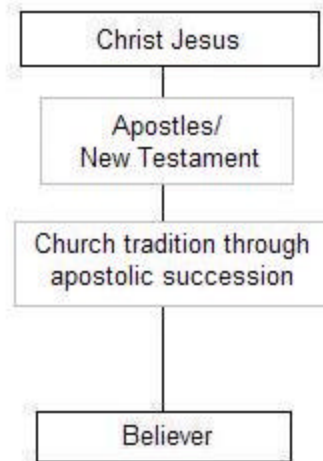 Christ Jesus
Apostles/
New Testament
Church tradition through
apostolic succession
Believer